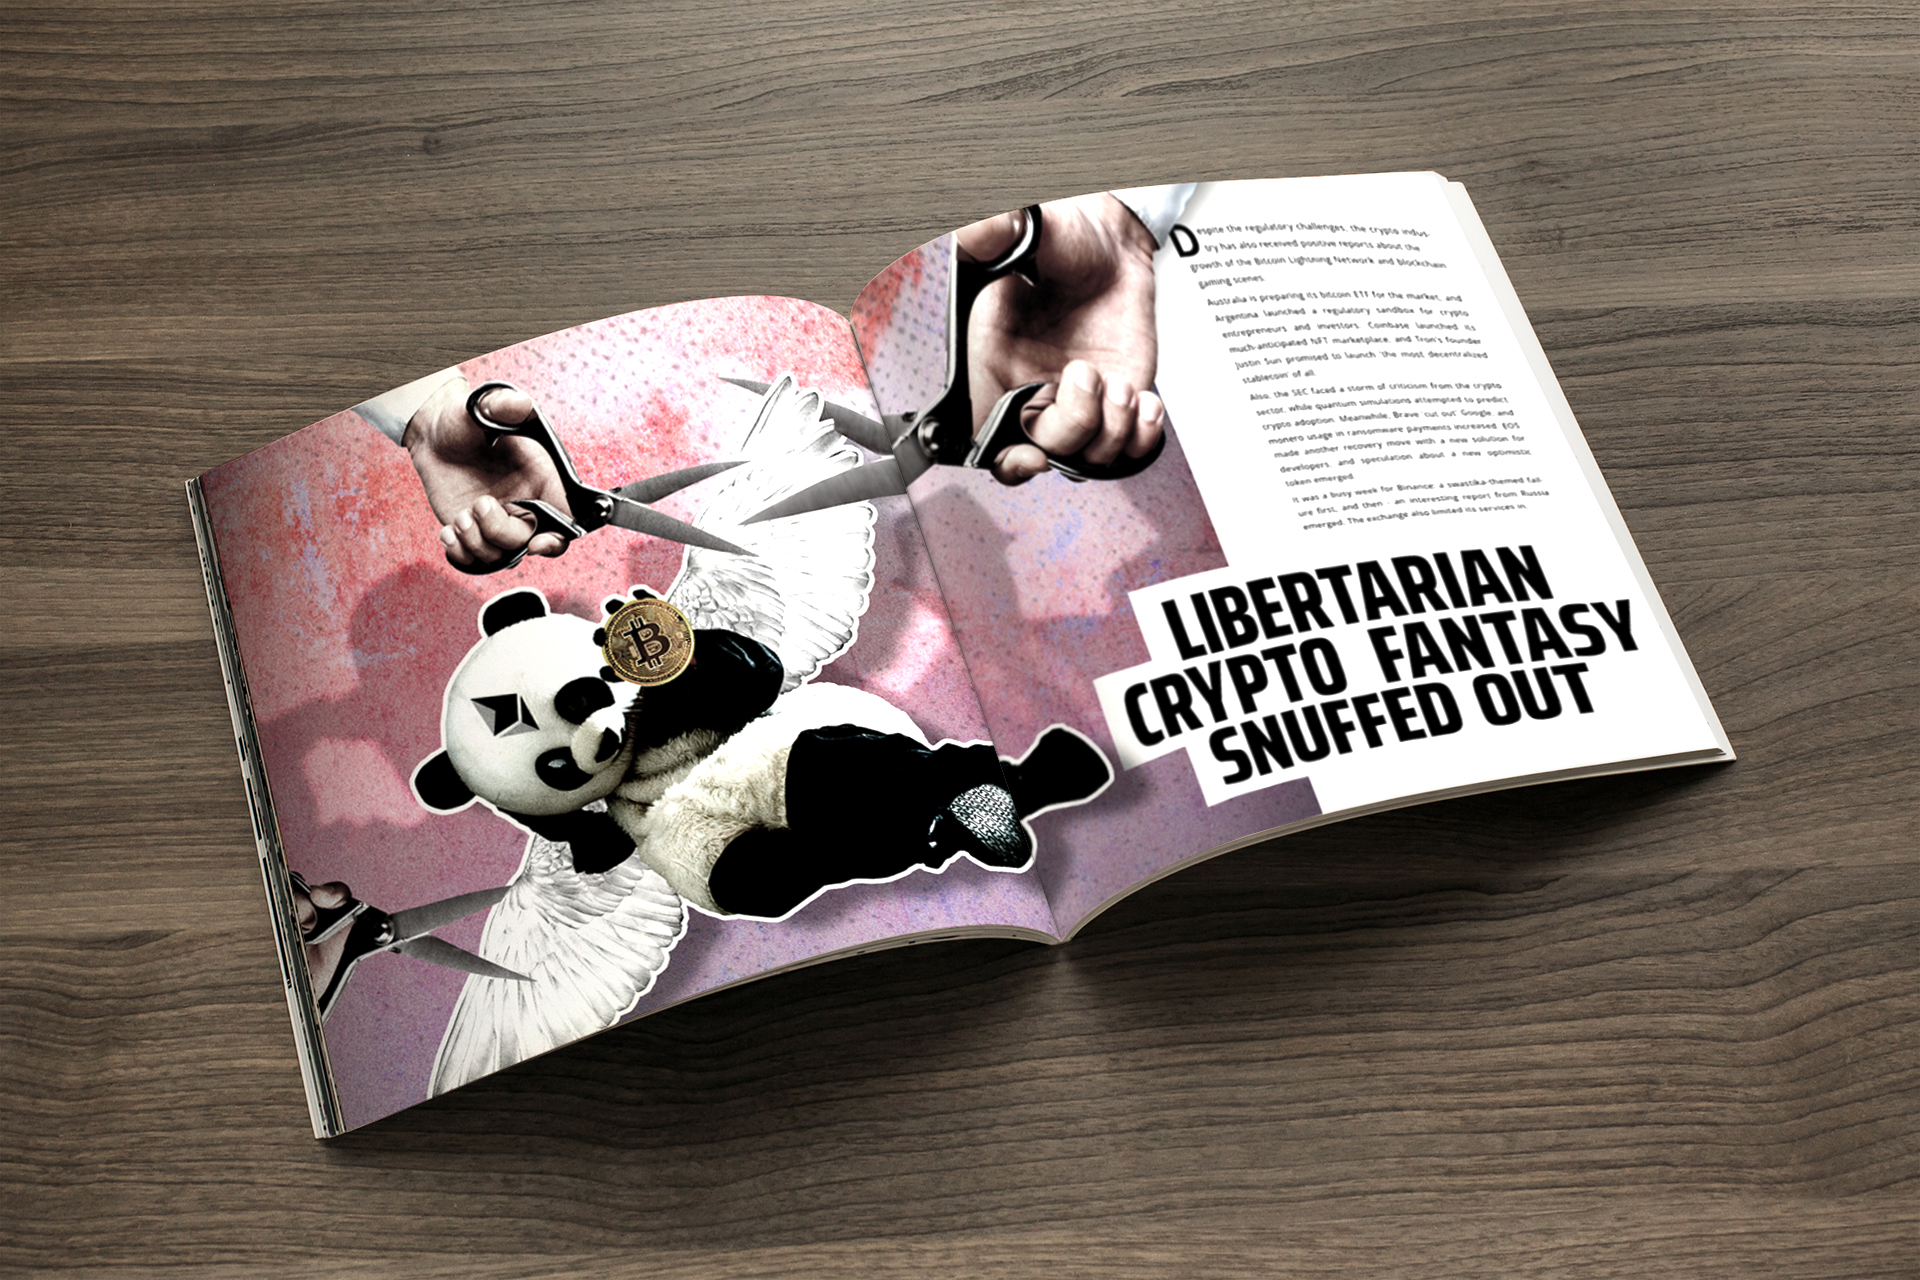 Despite the regulatory challenges, the crypto indus-
try has also received positive reports about the
growth of the Bitcoin Lightning Network and blockchain
gaming scenes.
Australia is preparing its bitcoin ETF for the market, and
Argentina launched a regulatory sandbox for crypto
entrepreneurs and investors. Coinbase launched its
much-anticipated NFT marketplace, and Tron's founder
Justin Sun promised to launch 'the most decentralized
stablecoin' of all.
Also, the SEC faced a storm of criticism from the crypto
sector, while quantum simulations attempted to predict
crypto adoption. Meanwhile, Brave 'cut out' Google, and
monero usage in ransomware payments increased. EOS
made another recovery move with a new solution for
developers, and speculation about a new optimistic
token emerged.
It was a busy week for Binance: a swastika-themed fail-
ure first, and then - an interesting report from Russia
emerged. The exchange also limited its services in
LIBERTARIAN
CRYPTO FANTASY
SNUFFED OUT